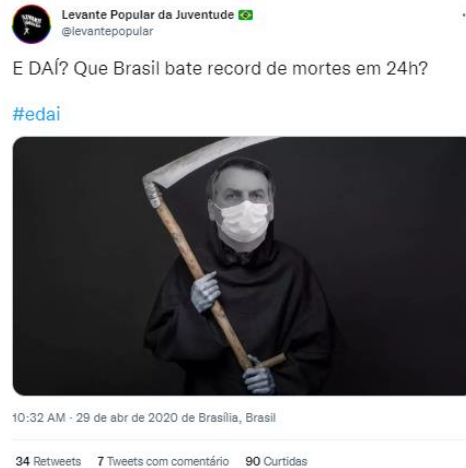 Levante Popular da Juventude 🇧🇷
@levantepopular
E DAÍ? Que Brasil bate record de mortes em 24h?
#edai
10:32 AM · 29 de abr de 2020 de Brasília, Brasil
34 Retweets 7 Tweets com comentário 90 Curtidas